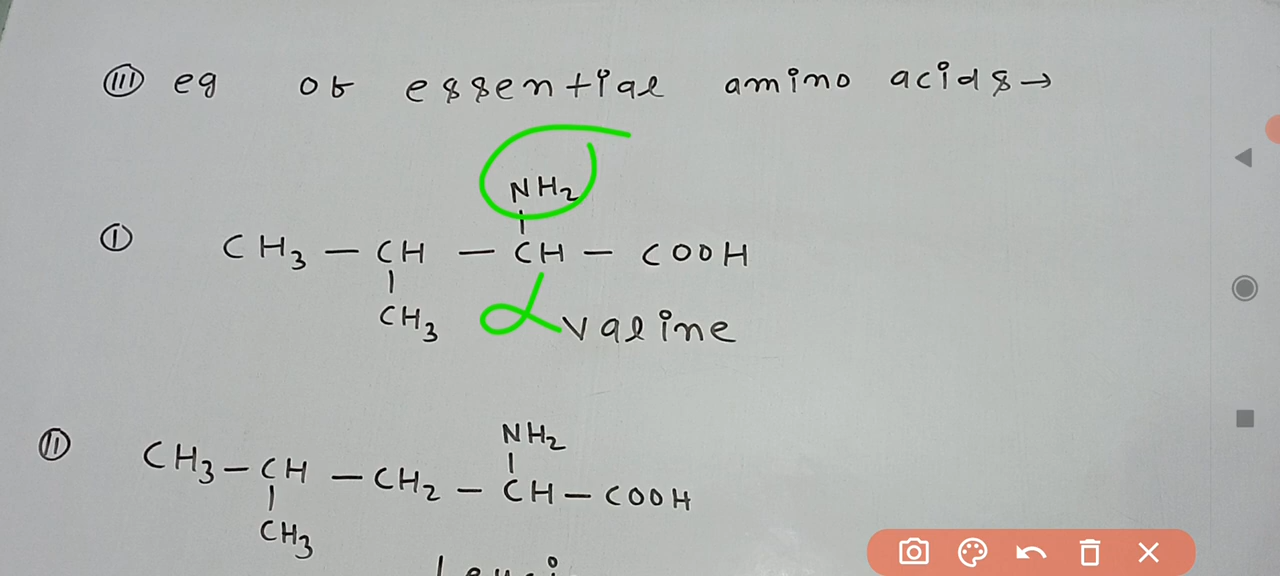 III eg of essential amino acids →
NH2
I CH3 — CH — CH — COOH
CH3 α valine
II NH2
CH3 — CH — CH2 — CH — COOH
CH3